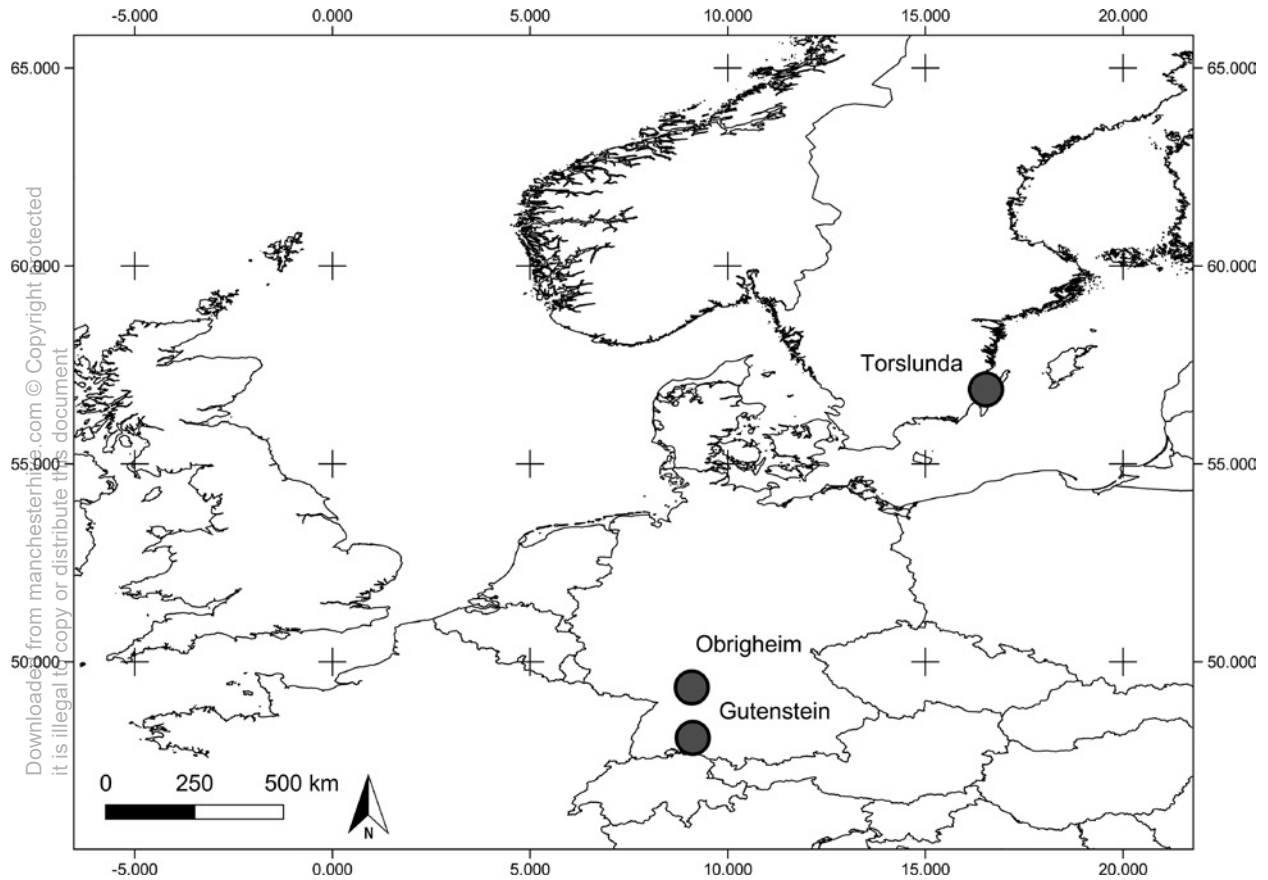 -5.000 0.000 5.000 10.000 15.000 20.000
65.000 65.000
60.000 60.000
Torslunda
55.000 55.000
Obrigheim
50.000 50.000
Gutenstein
0 250 500 km
N
-5.000 0.000 5.000 10.000 15.000 20.000
Downloaded from manchesterhive.com © Copyright protected
it is illegal to copy or distribute this document